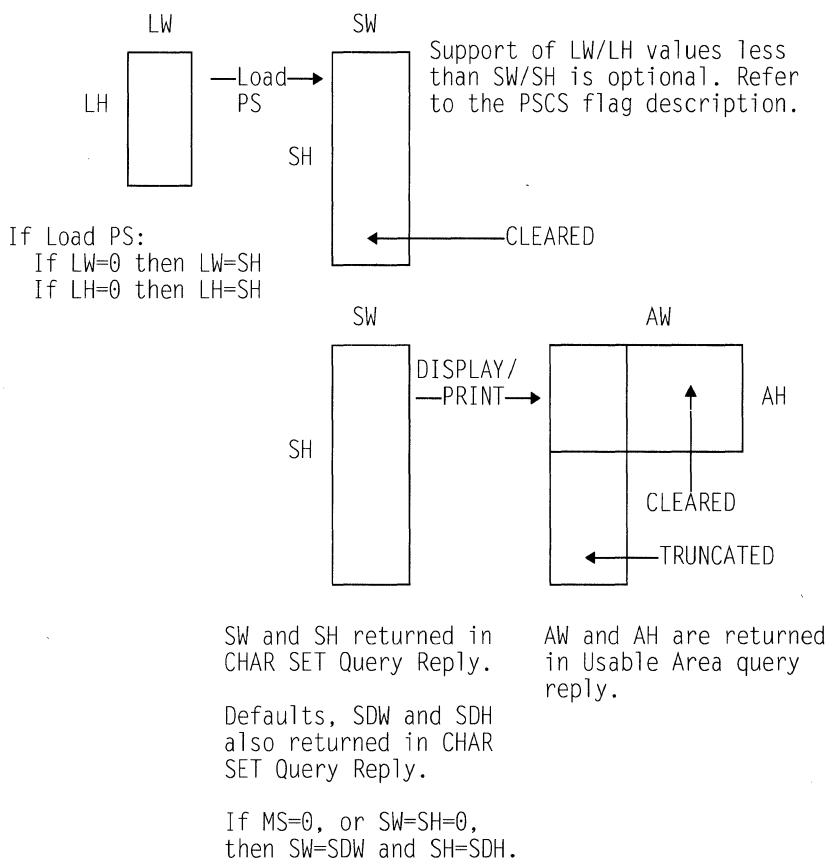 LW
SW
LH
Load
PS
SH
Support of LW/LH values less
than SW/SH is optional. Refer
to the PSCS flag description.
CLEARED
If Load PS:
If LW=0 then LW=SH
If LH=0 then LH=SH
SW
AW
DISPLAY/
PRINT
SH
AH
CLEARED
TRUNCATED
SW and SH returned in
CHAR SET Query Reply.
Defaults, SDW and SDH
also returned in CHAR
SET Query Reply.
If MS=0, or SW=SH=0,
then SW=SDW and SH=SDH.
AW and AH are returned
in Usable Area query
reply.